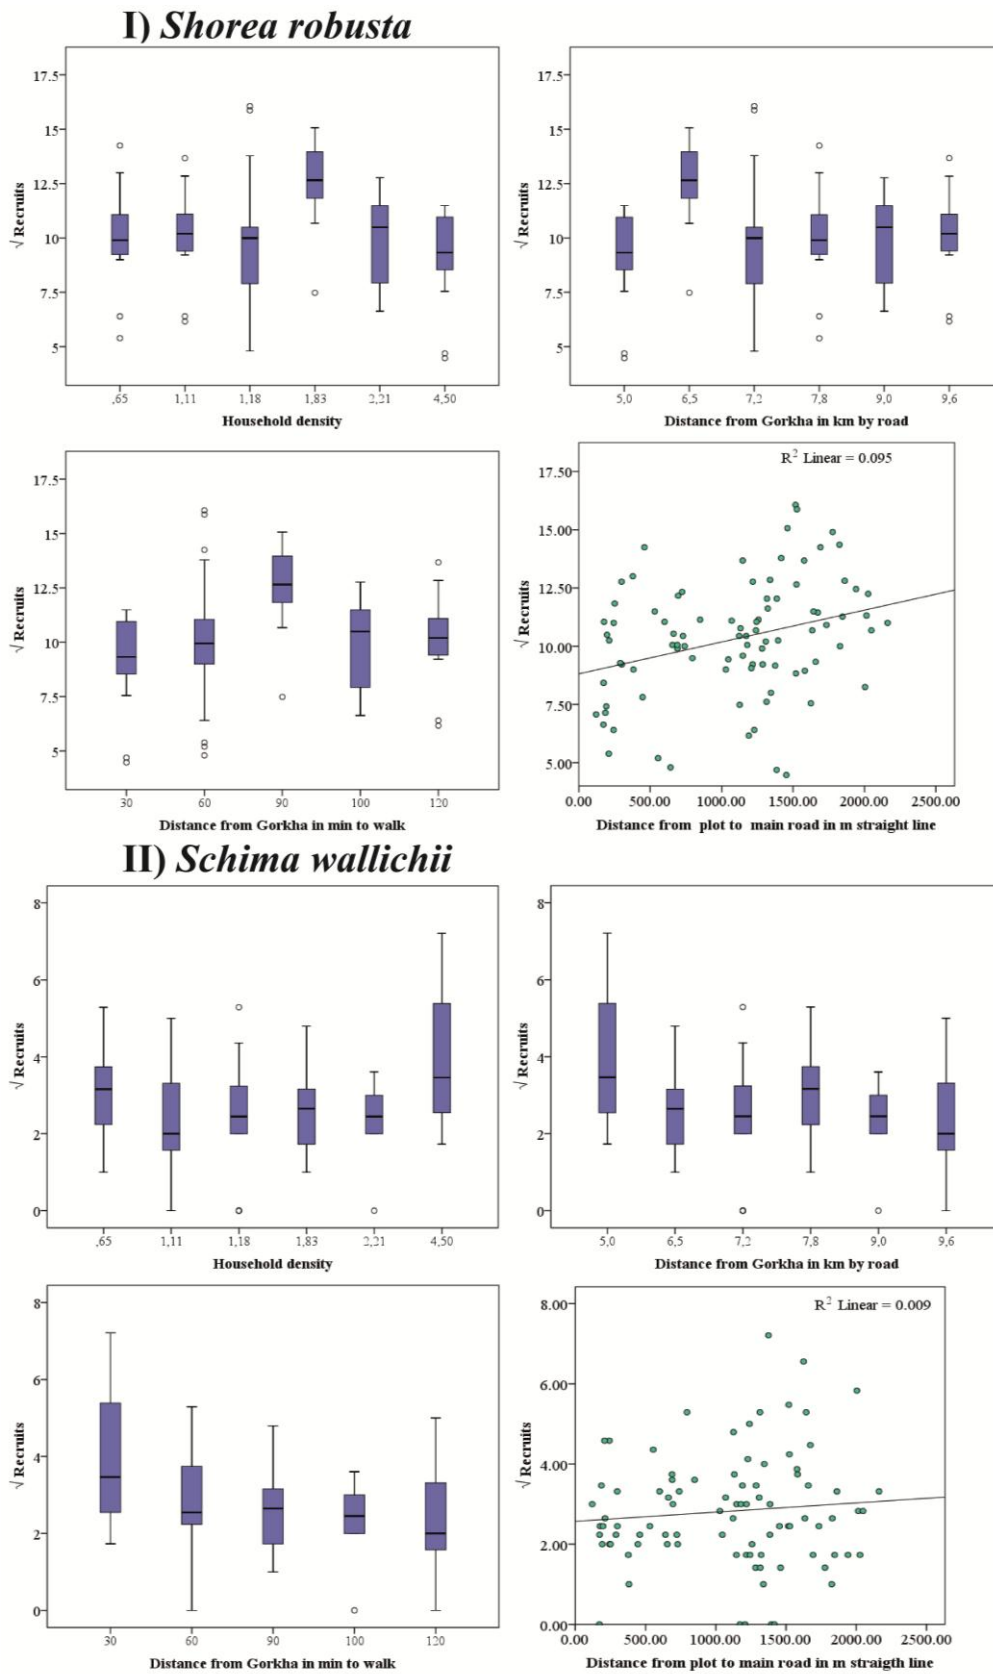 I) Shorea robusta
17.5
15
12.5
10
7.5
5
√ Recruits
,65 1,11 1,18 1,83 2,21 4,50
Household density
17.5
15
12.5
10
7.5
5
√ Recruits
5,0 6,5 7,2 7,8 9,0 9,6
Distance from Gorkha in km by road
17.5
15
12.5
10
7.5
5
√ Recruits
30 60 90 100 120
Distance from Gorkha in min to walk
R² Linear = 0.095
17.50
15.00
12.50
10.00
7.50
5.00
√ Recruits
0.00 500.00 1000.00 1500.00 2000.00 2500.00
Distance from plot to main road in m straight line
II) Schima wallichii
8
6
4
2
0
√ Recruits
,65 1,11 1,18 1,83 2,21 4,50
Household density
8
6
4
2
0
√ Recruits
5,0 6,5 7,2 7,8 9,0 9,6
Distance from Gorkha in km by road
8
6
4
2
0
√ Recruits
30 60 90 100 120
Distance from Gorkha in min to walk
R² Linear = 0.009
8.00
6.00
4.00
2.00
0.00
√ Recruits
0.00 500.00 1000.00 1500.00 2000.00 2500.00
Distance from plot to main road in m straigth line